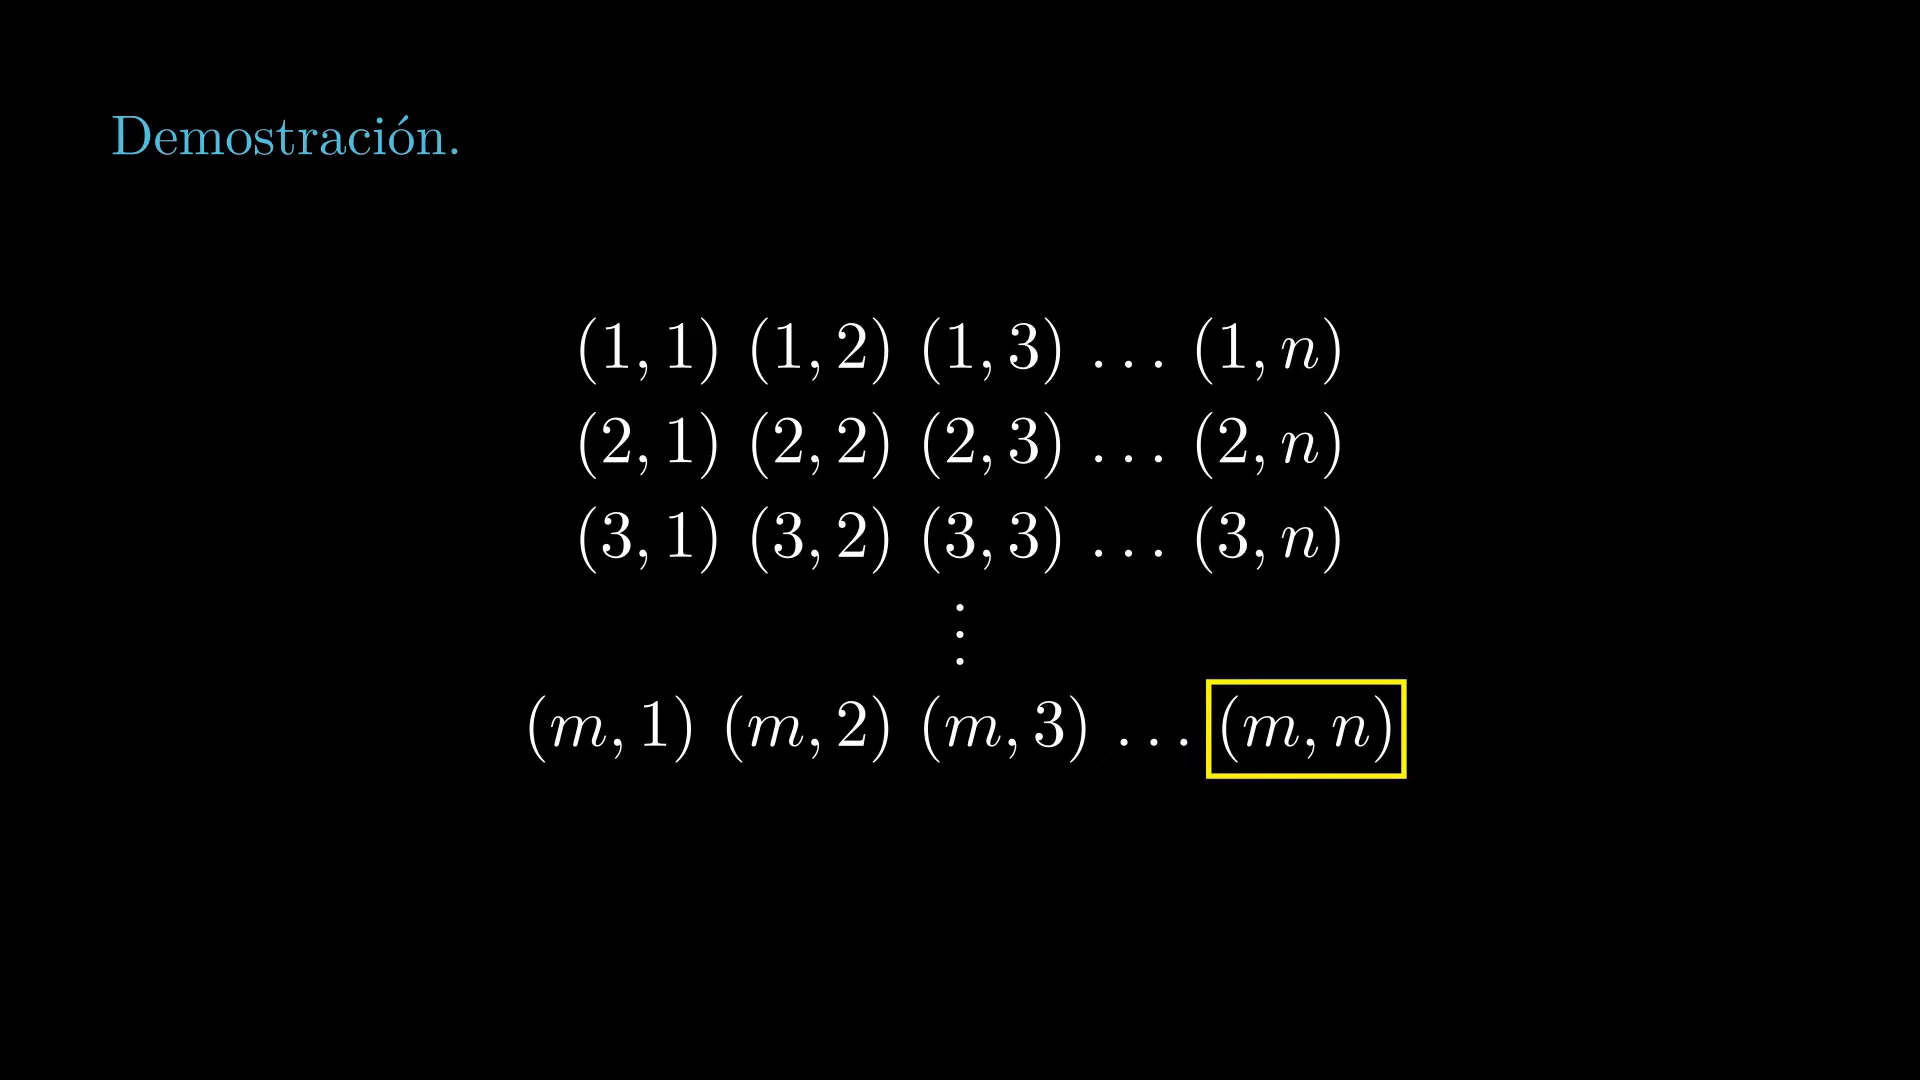 Demostración.
(1, 1) (1, 2) (1, 3) … (1, n)
(2, 1) (2, 2) (2, 3) … (2, n)
(3, 1) (3, 2) (3, 3) … (3, n)
⋮
(m, 1) (m, 2) (m, 3) … (m, n)